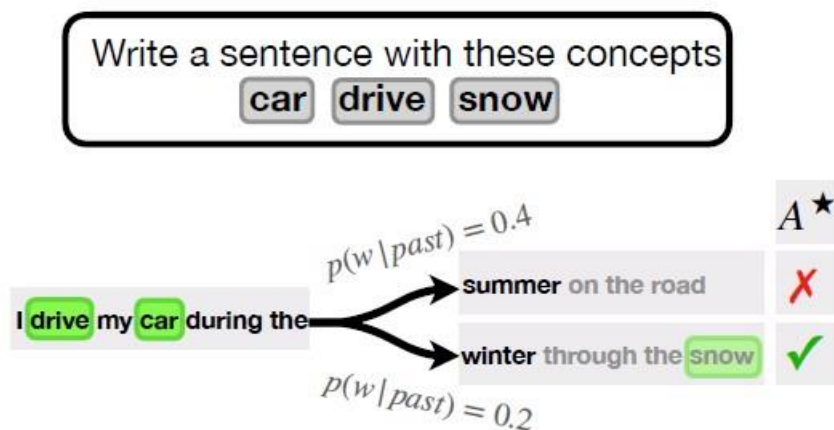 Write a sentence with these concepts
car drive snow
A★
p(w|past) = 0.4
summer on the road
✗
I drive my car during the
winter through the snow
✓
p(w|past) = 0.2